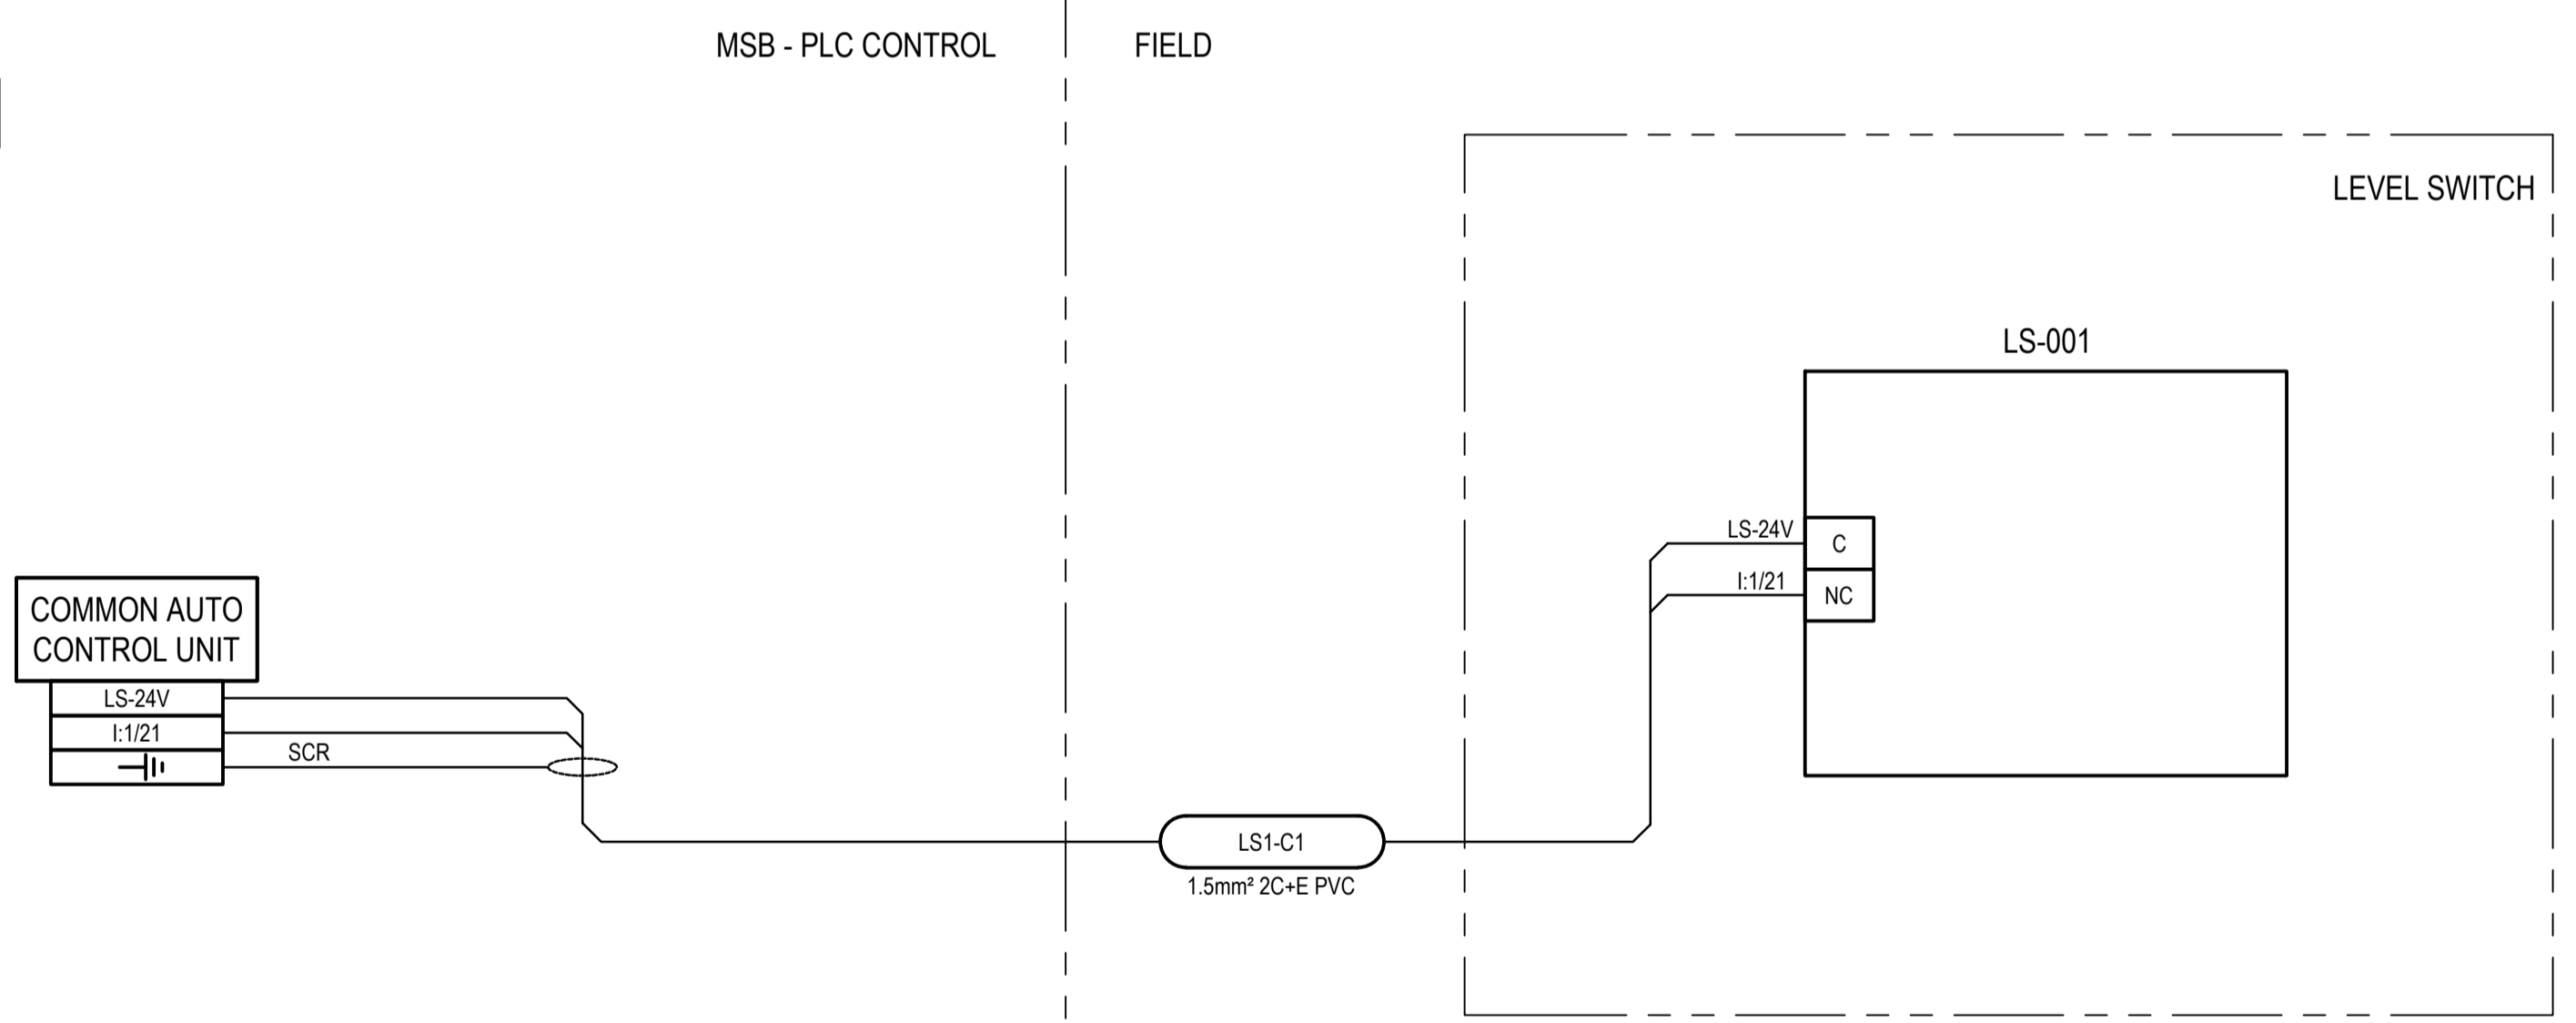 MSB - PLC CONTROL
FIELD
LEVEL SWITCH
LS-001
LS-24V
C
I:1/21
NC
COMMON AUTO
CONTROL UNIT
LS-24V
I:1/21
SCR
LS1-C1
1.5mm² 2C+E PVC